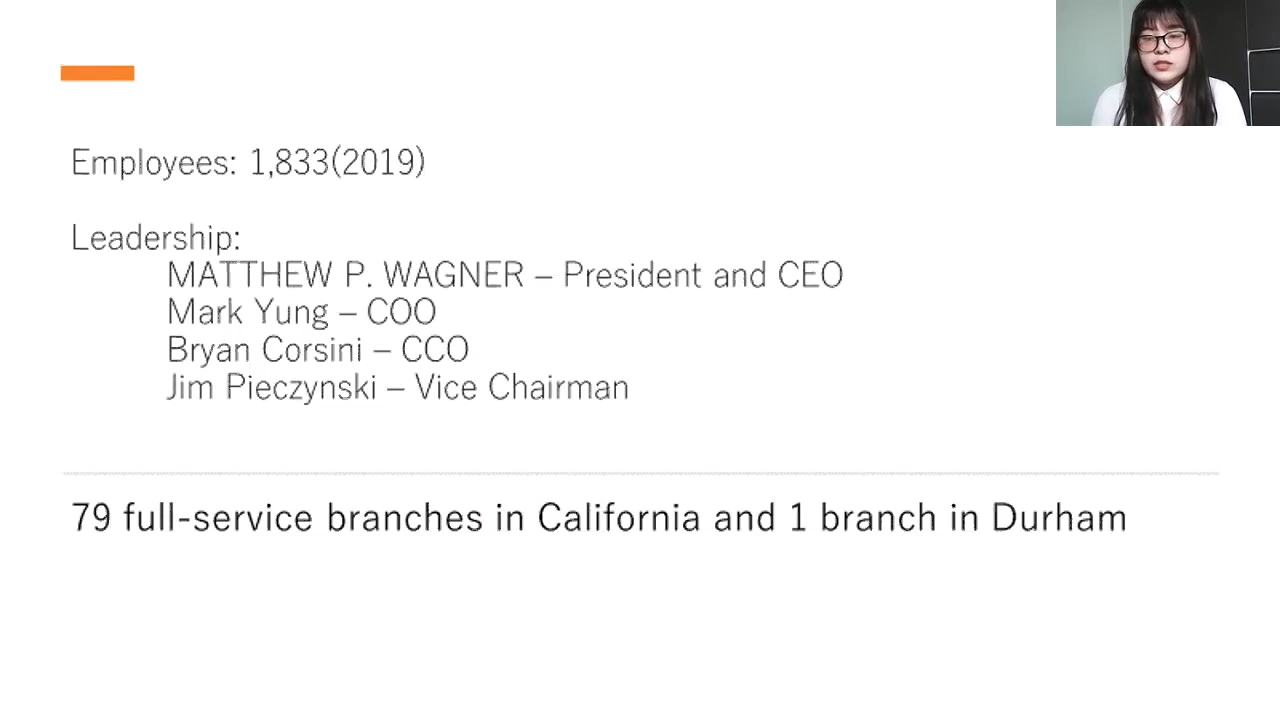 Employees: 1,833(2019)
Leadership:
MATTHEW P. WAGNER – President and CEO
Mark Yung – COO
Bryan Corsini – CCO
Jim Pieczynski – Vice Chairman
79 full-service branches in California and 1 branch in Durham